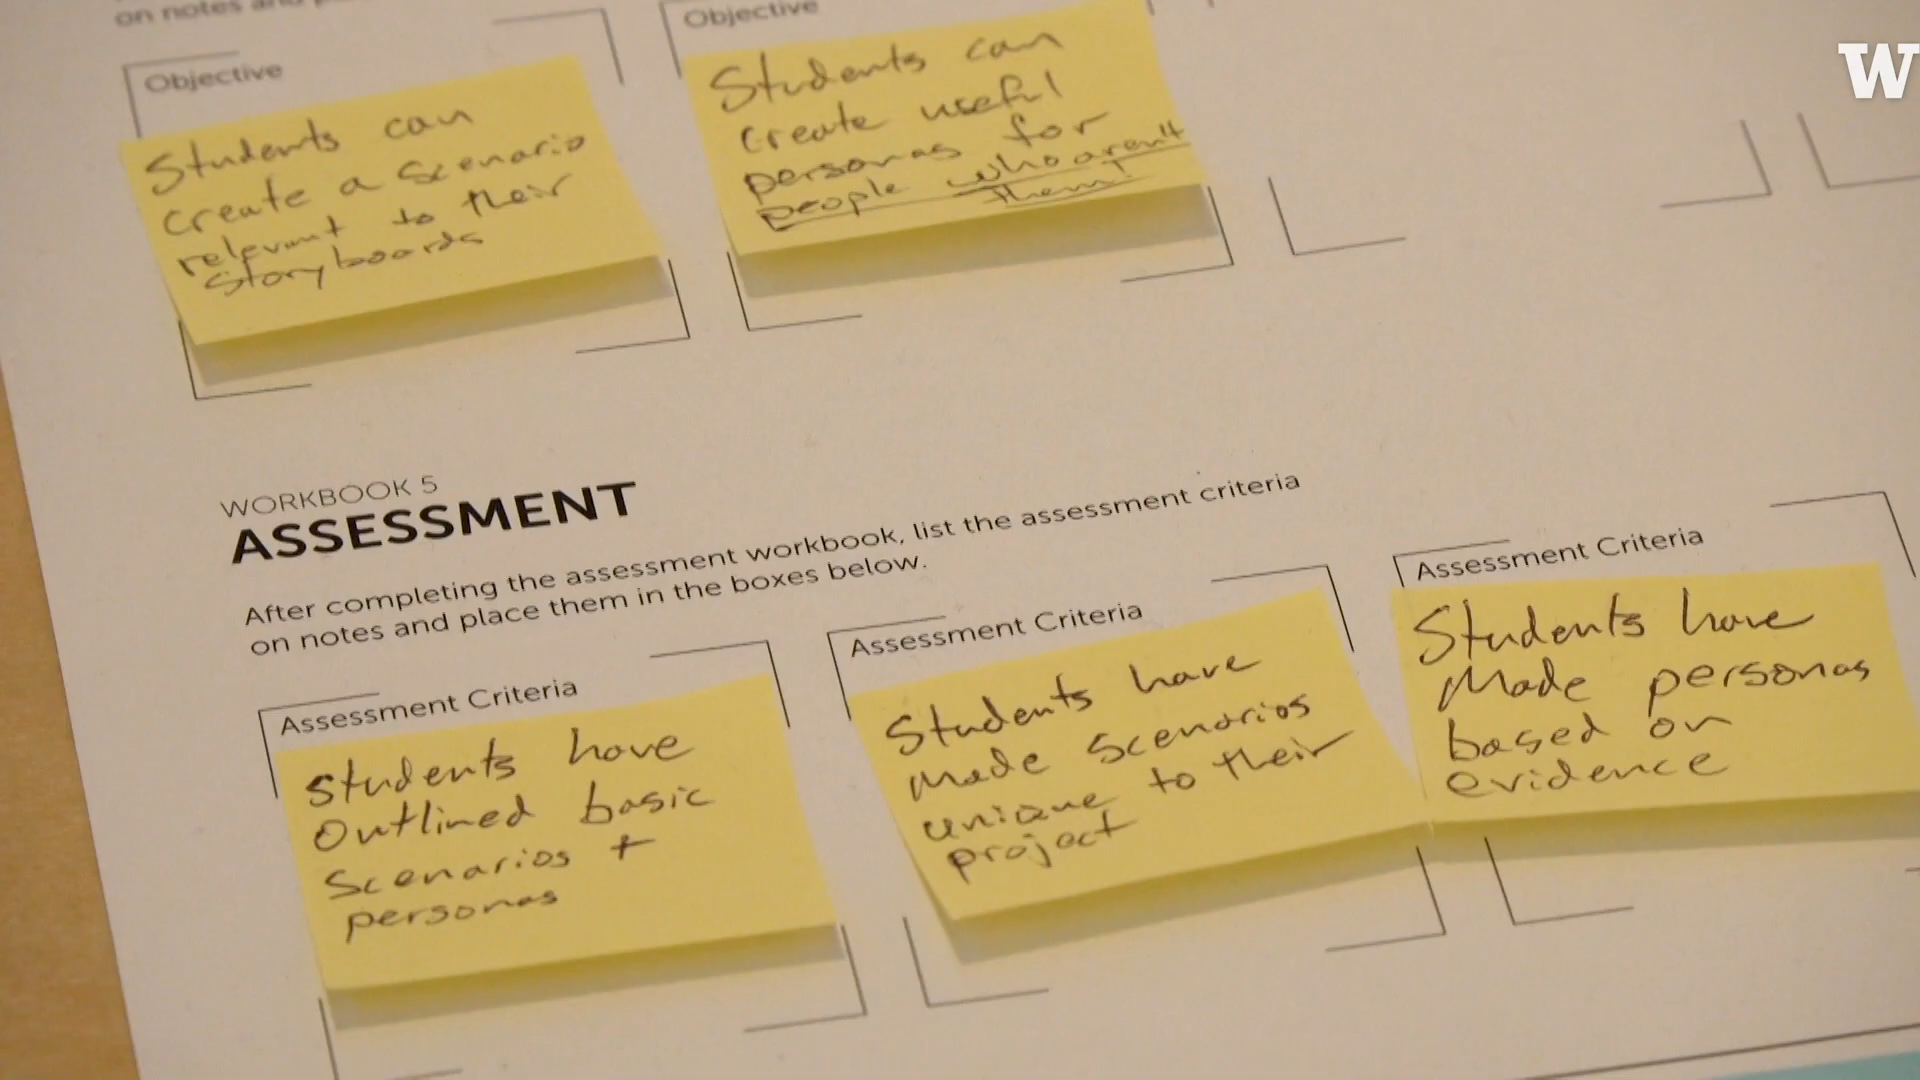 on notes and
Objective
Students can
create a scenario
relevant to their
storyboards
Objective
Students can
create useful
personas for
people who aren't
them!
WORKBOOK 5
ASSESSMENT
After completing the assessment workbook, list the assessment criteria
on notes and place them in the boxes below.
Assessment Criteria
Students have
Outlined basic
Scenarios +
personas
Assessment Criteria
Students have
made scenarios
unique to their
project
Assessment Criteria
Students have
Made personas
based on
evidence
W